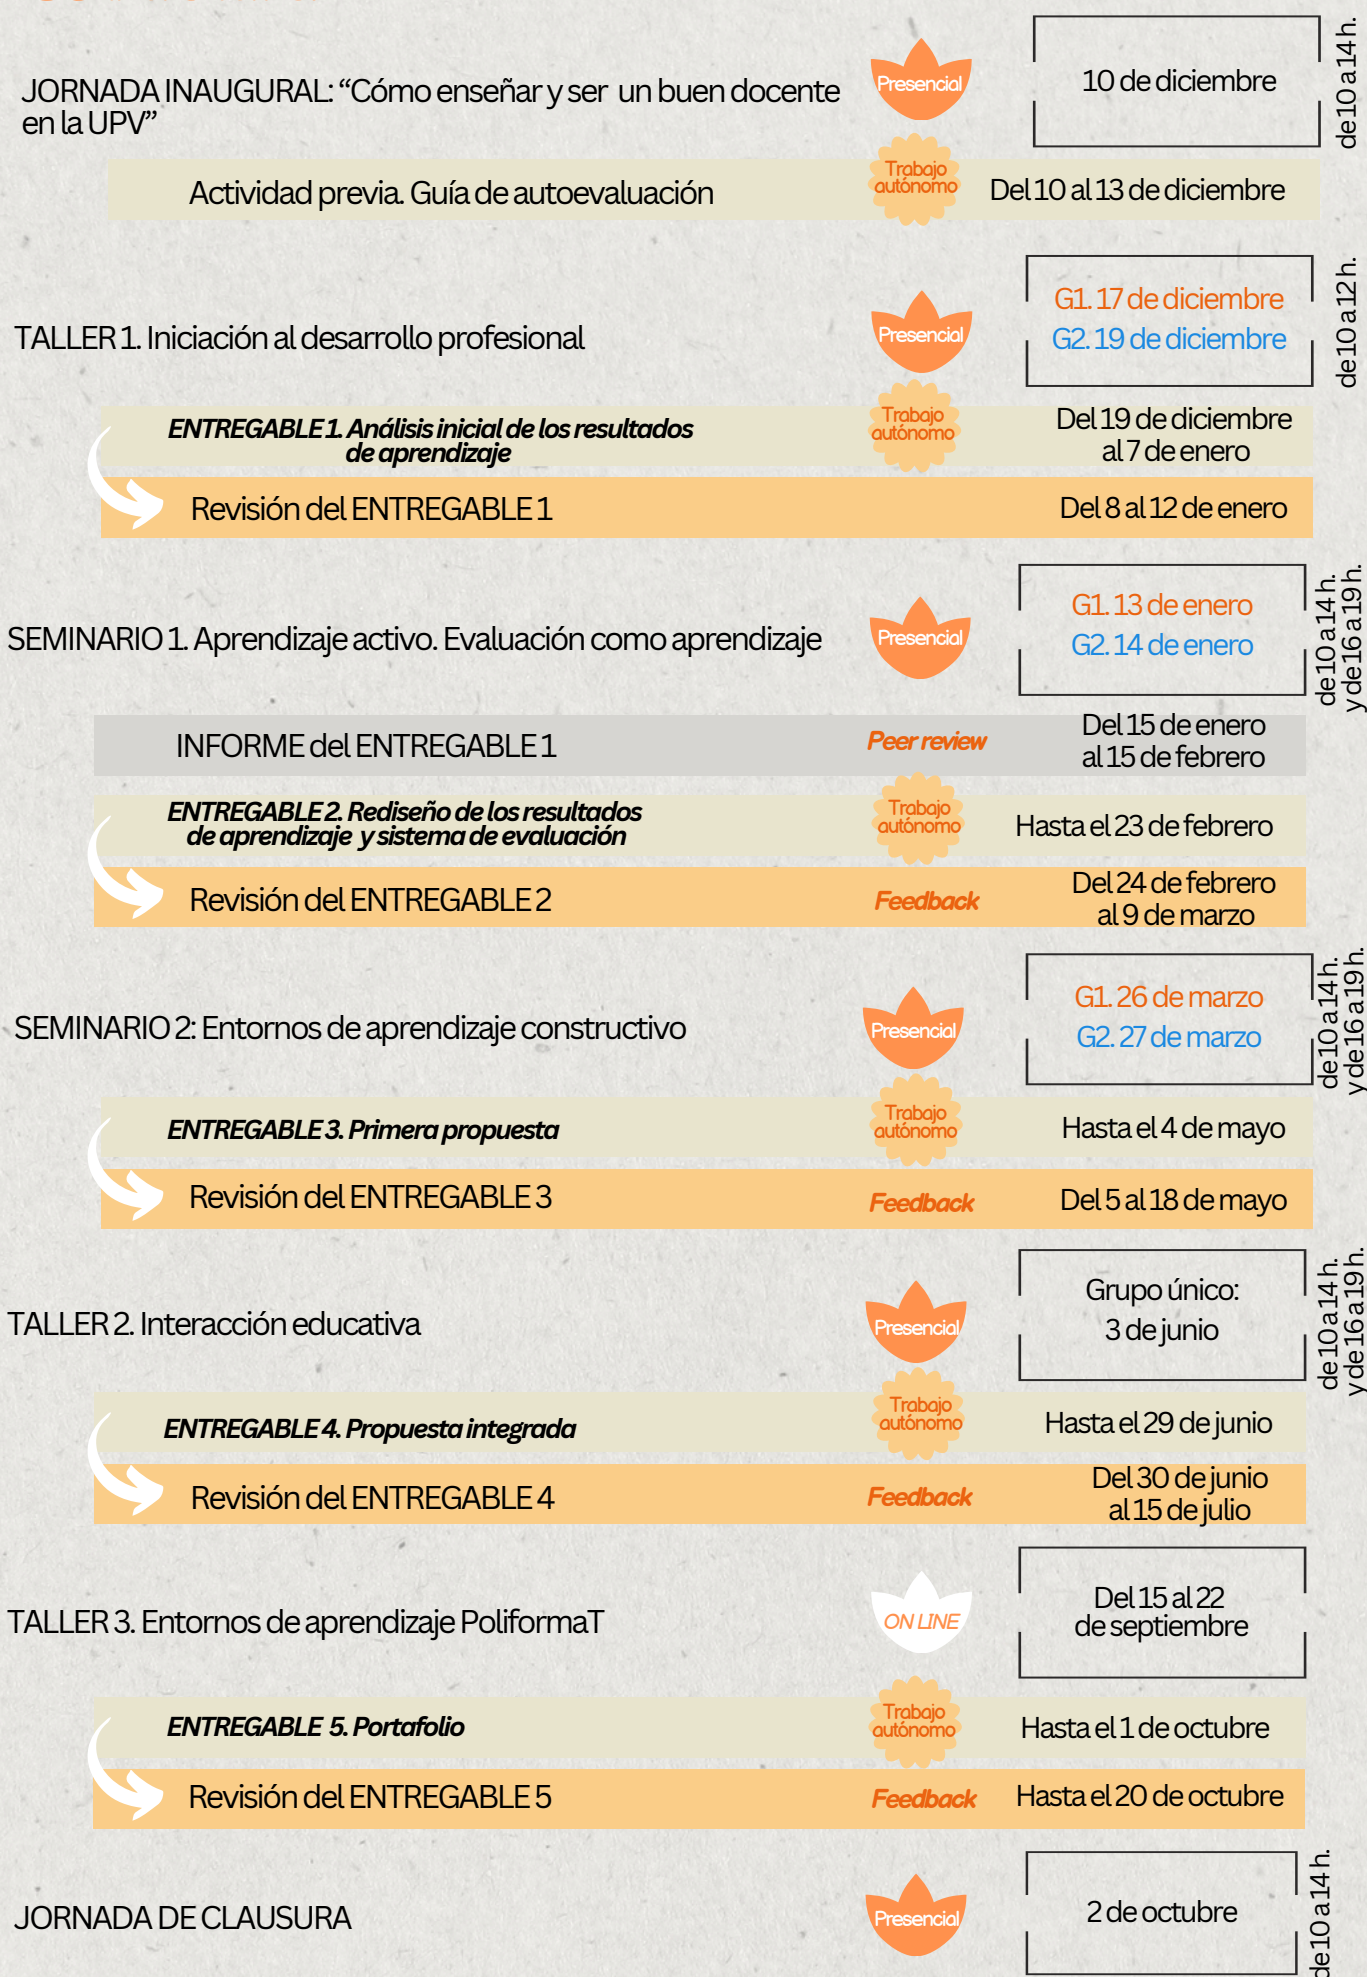 JORNADA INAUGURAL: “Cómo enseñar y ser un buen docente
en la UPV”
Presencial
10 de diciembre
de 10 a 14 h.
Actividad previa. Guía de autoevaluación
Trabajo
autónomo
Del 10 al 13 de diciembre
TALLER 1. Iniciación al desarrollo profesional
Presencial
G1. 17 de diciembre
G2. 19 de diciembre
de 10 a 12 h.
ENTREGABLE 1. Análisis inicial de los resultados
de aprendizaje
Trabajo
autónomo
Del 19 de diciembre
al 7 de enero
Revisión del ENTREGABLE 1
Del 8 al 12 de enero
SEMINARIO 1. Aprendizaje activo. Evaluación como aprendizaje
Presencial
G1. 13 de enero
G2. 14 de enero
de 10 a 14 h.
y de 16 a 19 h.
INFORME del ENTREGABLE 1
Peer review
Del 15 de enero
al 15 de febrero
ENTREGABLE 2. Rediseño de los resultados
de aprendizaje y sistema de evaluación
Trabajo
autónomo
Hasta el 23 de febrero
Revisión del ENTREGABLE 2
Feedback
Del 24 de febrero
al 9 de marzo
SEMINARIO 2: Entornos de aprendizaje constructivo
Presencial
G1. 26 de marzo
G2. 27 de marzo
de 10 a 14 h.
y de 16 a 19 h.
ENTREGABLE 3. Primera propuesta
Trabajo
autónomo
Hasta el 4 de mayo
Revisión del ENTREGABLE 3
Feedback
Del 5 al 18 de mayo
TALLER 2. Interacción educativa
Presencial
Grupo único:
3 de junio
de 10 a 14 h.
y de 16 a 19 h.
ENTREGABLE 4. Propuesta integrada
Trabajo
autónomo
Hasta el 29 de junio
Revisión del ENTREGABLE 4
Feedback
Del 30 de junio
al 15 de julio
TALLER 3. Entornos de aprendizaje PoliformaT
ON LINE
Del 15 al 22
de septiembre
ENTREGABLE 5. Portafolio
Trabajo
autónomo
Hasta el 1 de octubre
Revisión del ENTREGABLE 5
Feedback
Hasta el 20 de octubre
JORNADA DE CLAUSURA
Presencial
2 de octubre
de 10 a 14 h.